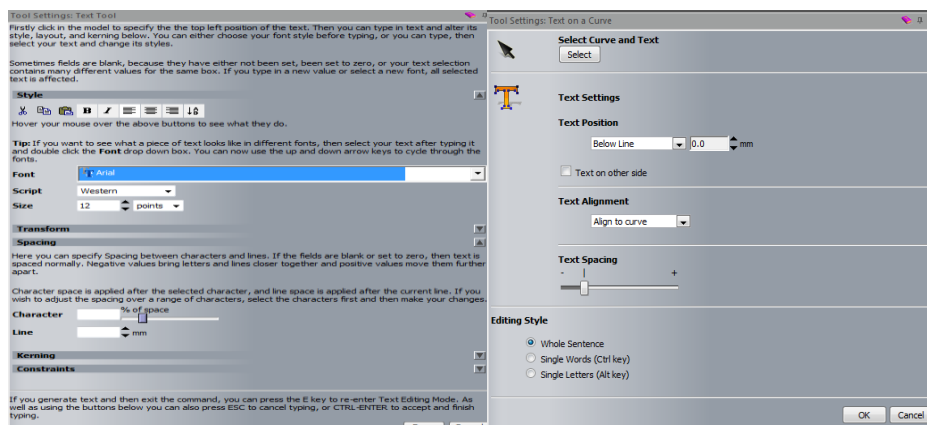 Tool Settings: Text Tool
Firstly click in the model to specify the the top left position of the text. Then you can type in text and alter its
style, layout, and kerning below. You can either choose your font style before typing, or you can type, then
select your text and change its styles.
Sometimes fields are blank, because they have either not been set, been set to zero, or your text selection
contains many different values for the same box. If you type in a new value or select a new font, all selected
text is affected.
Style
B I
Hover your mouse over the above buttons to see what they do.
Tip: If you want to see what a piece of text looks like in different fonts, then select your text after typing it
and double click the Font drop down box. You can now use the up and down arrow keys to cycle through the
fonts.
Font Arial
Script Western
Size 12 points
Transform
Spacing
Here you can specify Spacing between characters and lines. If the fields are blank or set to zero, then text is
spaced normally. Negative values bring letters and lines closer together and positive values move them further
apart.
Character space is applied after the selected character, and line space is applied after the current line. If you
wish to adjust the spacing over a range of characters, select the characters first and then make your changes.
Character % of space
Line mm
Kerning
Constraints
If you generate text and then exit the command, you can press the E key to re-enter Text Editing Mode. As
well as using the buttons below you can also press ESC to cancel typing, or CTRL-ENTER to accept and finish
typing.
Tool Settings: Text on a Curve
Select Curve and Text
Select
Text Settings
Text Position
Below Line 0.0 mm
Text on other side
Text Alignment
Align to curve
Text Spacing
- +
Editing Style
Whole Sentence
Single Words (Ctrl key)
Single Letters (Alt key)
OK Cancel